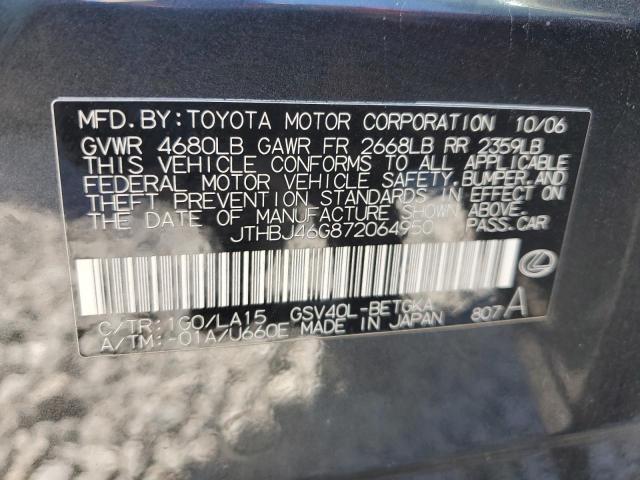 MFD.BY:TOYOTA MOTOR CORPORATION 10/06
GVWR 4680LB GAWR FR 2668LB RR 2359LB
THIS VEHICLE CONFORMS TO ALL APPLICABLE
FEDERAL MOTOR VEHICLE SAFETY,BUMPER,AND
THEFT PREVENTION STANDARDS IN EFFECT ON
THE DATE OF MANUFACTURE SHOWN ABOVE.
JTHBJ46G872064950 PASS.CAR
C/TR:1G0/LA15 GSV40L-BETGKA 807A
A/TM:-01A/U660E MADE IN JAPAN